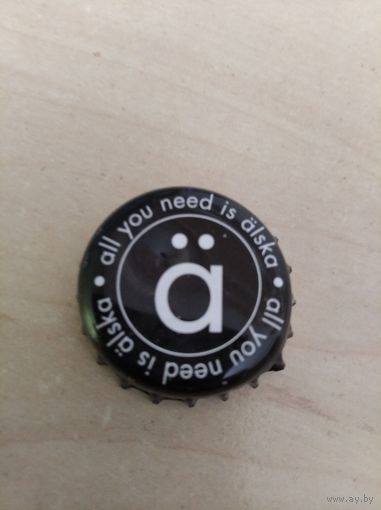 all you need is älska •
all you need is älska •
ä
www.ay.by